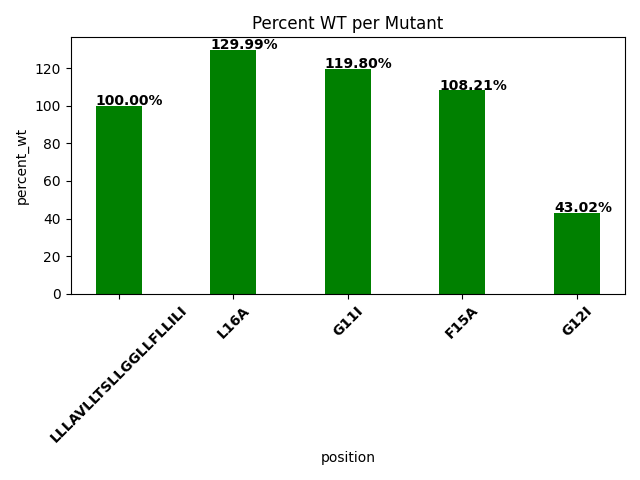 Percent WT per Mutant
percent_wt
120
100
80
60
40
20
0
100.00%
129.99%
119.80%
108.21%
43.02%
LLLAVLLTSLLGGLLFLLILI
L16A
G11I
F15A
G12I
position